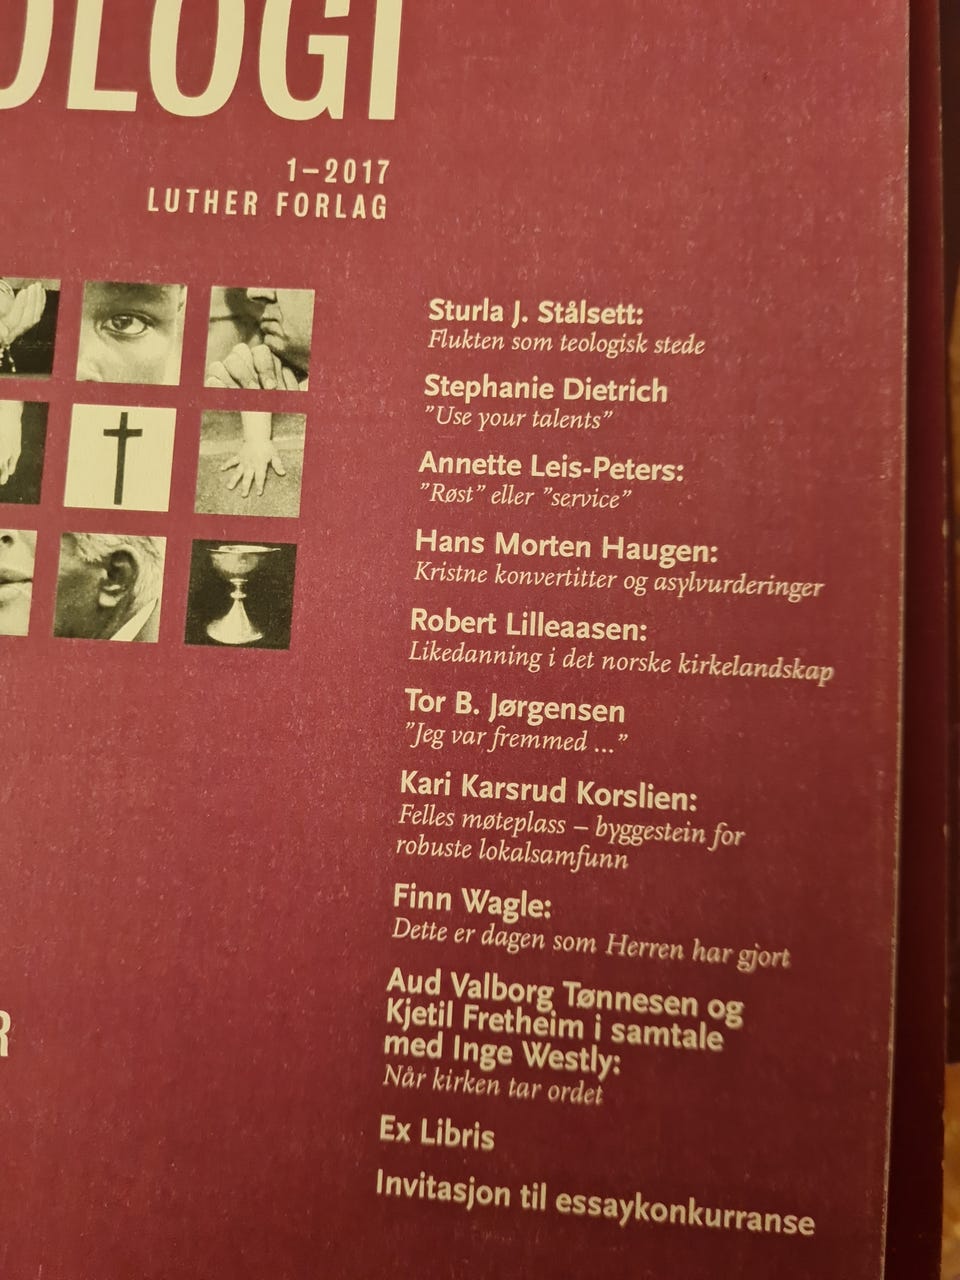 OLOGI
1–2017
LUTHER FORLAG
Sturla J. Stålsett:
Flukten som teologisk stede
Stephanie Dietrich
”Use your talents”
Annette Leis-Peters:
”Røst” eller ”service”
Hans Morten Haugen:
Kristne konvertitter og asylvurderinger
Robert Lilleaasen:
Likedanning i det norske kirkelandskap
Tor B. Jørgensen
”Jeg var fremmed ...”
Kari Karsrud Korslien:
Felles møteplass – byggestein for
robuste lokalsamfunn
Finn Wagle:
Dette er dagen som Herren har gjort
Aud Valborg Tønnesen og
Kjetil Fretheim i samtale
med Inge Westly:
Når kirken tar ordet
R
Ex Libris
Invitasjon til essaykonkurranse